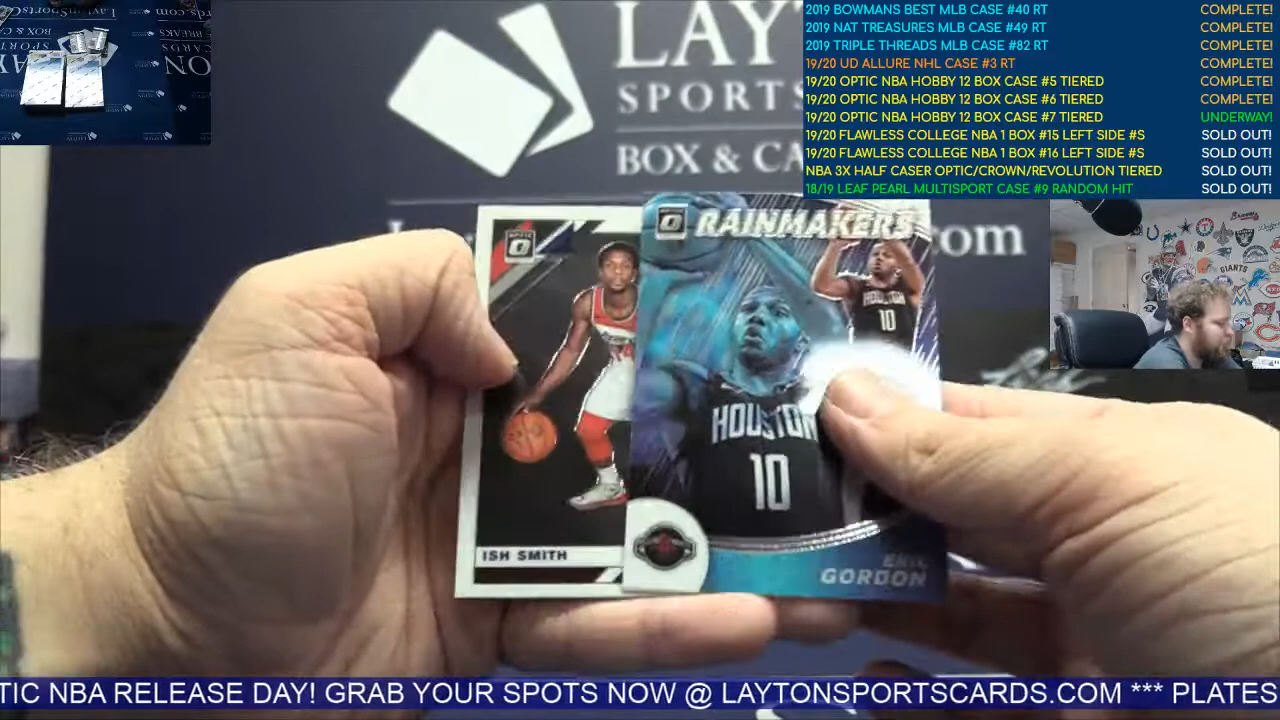 2019 BOWMANS BEST MLB CASE #40 RT COMPLETE!
2019 NAT TREASURES MLB CASE #49 RT COMPLETE!
2019 TRIPLE THREADS MLB CASE #82 RT COMPLETE!
19/20 UD ALLURE NHL CASE #3 RT COMPLETE!
19/20 OPTIC NBA HOBBY 12 BOX CASE #5 TIERED COMPLETE!
19/20 OPTIC NBA HOBBY 12 BOX CASE #6 TIERED COMPLETE!
19/20 OPTIC NBA HOBBY 12 BOX CASE #7 TIERED UNDERWAY!
19/20 FLAWLESS COLLEGE NBA 1 BOX #15 LEFT SIDE #S SOLD OUT!
19/20 FLAWLESS COLLEGE NBA 1 BOX #16 LEFT SIDE #S SOLD OUT!
NBA 3X HALF CASER OPTIC/CROWN/REVOLUTION TIERED SOLD OUT!
18/19 LEAF PEARL MULTISPORT CASE #9 RANDOM HIT SOLD OUT!
LAY
SPORTS
BOX & CA
.com
OPTIC
RAINMAKERS
HOUSTON
10
HOUSTON
10
ISH SMITH
ERIC
GORDON
GIANTS
TIC NBA RELEASE DAY! GRAB YOUR SPOTS NOW @ LAYTONSPORTSCARDS.COM *** PLATES